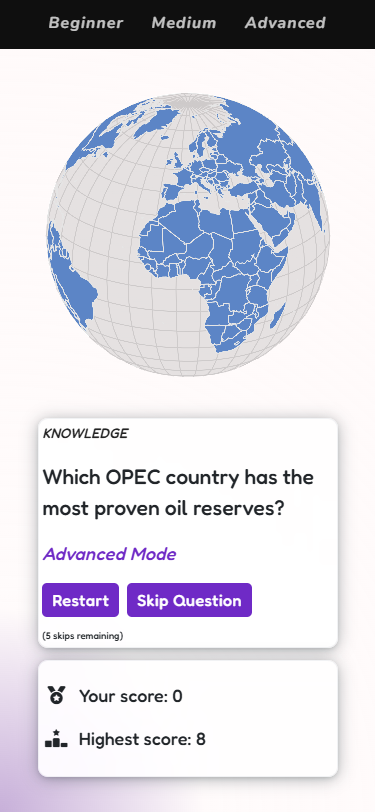 Beginner Medium Advanced
KNOWLEDGE
Which OPEC country has the
most proven oil reserves?
Advanced Mode
Restart Skip Question
(5 skips remaining)
Your score: 0
Highest score: 8